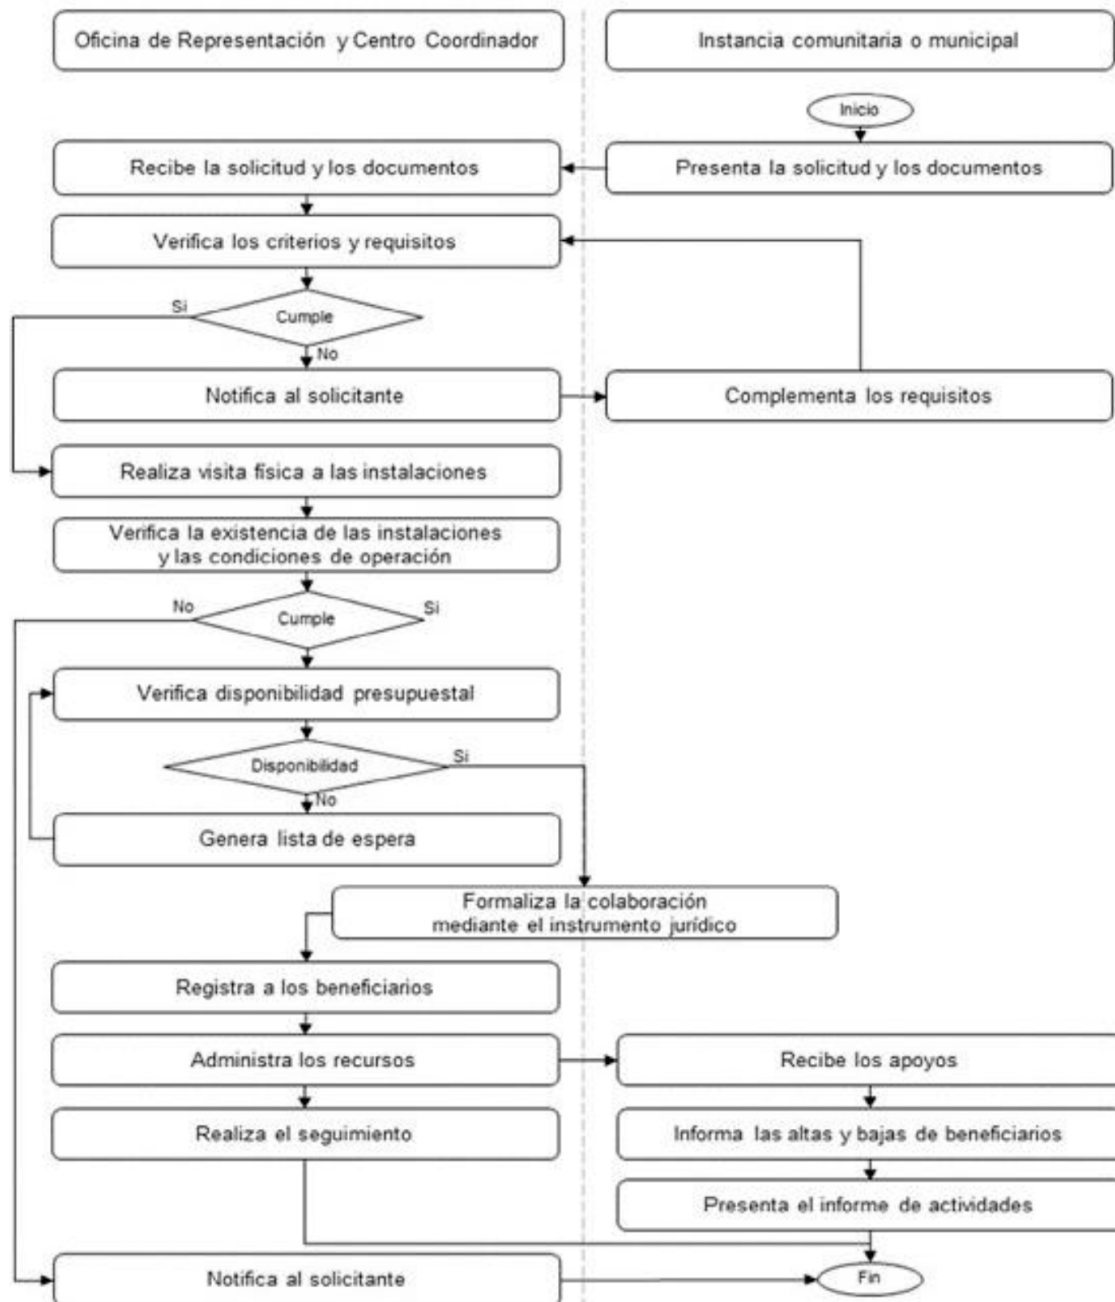 Oficina de Representación y Centro Coordinador
Instancia comunitaria o municipal
Inicio
Recibe la solicitud y los documentos
Presenta la solicitud y los documentos
Verifica los criterios y requisitos
Si
Cumple
No
Notifica al solicitante
Complementa los requisitos
Realiza visita física a las instalaciones
Verifica la existencia de las instalaciones
y las condiciones de operación
No
Si
Cumple
Verifica disponibilidad presupuestal
Si
Disponibilidad
No
Genera lista de espera
Formaliza la colaboración
mediante el instrumento jurídico
Registra a los beneficiarios
Administra los recursos
Recibe los apoyos
Realiza el seguimiento
Informa las altas y bajas de beneficiarios
Presenta el informe de actividades
Notifica al solicitante
Fin